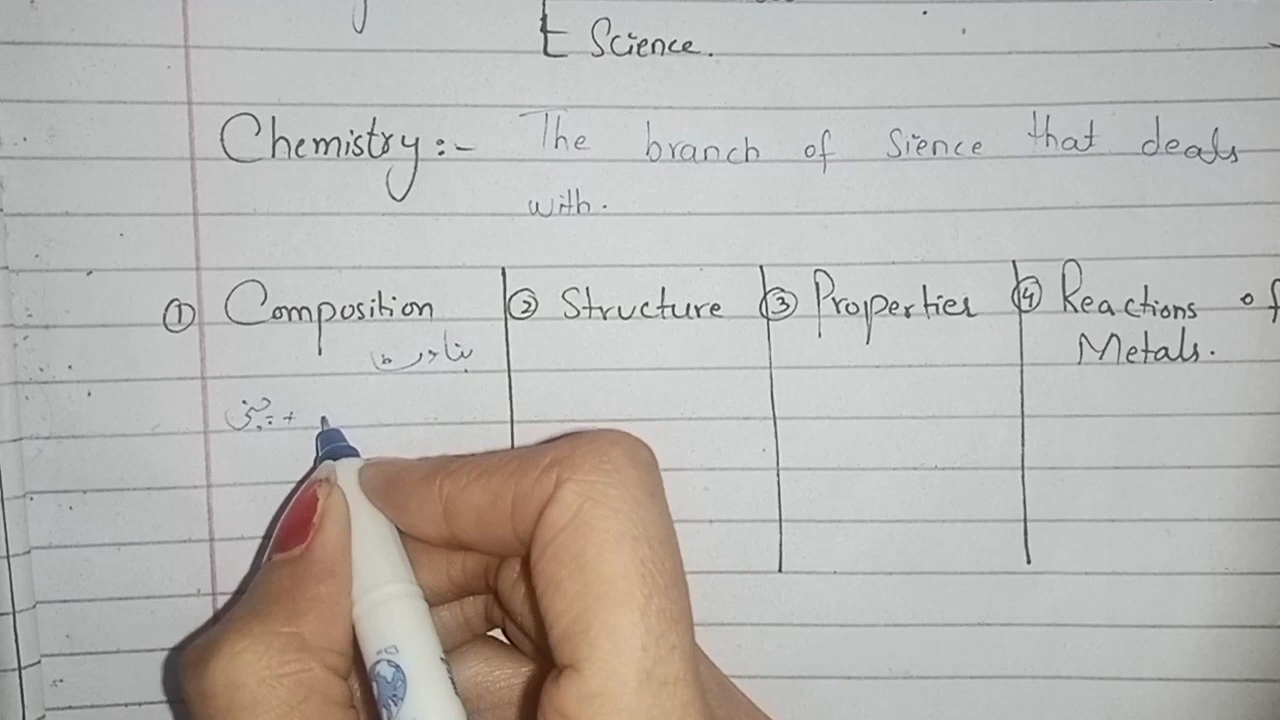 Science.
Chemistry:- The branch of Sience that deals
with.
① Composition ② Structure ③ Properties ④ Reactions of
Metals.
چینی +